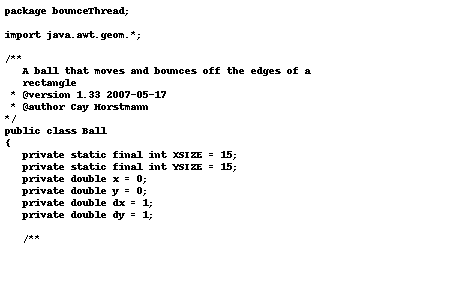 package bounceThread;

import java.awt.geom.*;

/**
   A ball that moves and bounces off the edges of a
   rectangle
 * @version 1.33 2007-05-17
 * @author Cay Horstmann
*/
public class Ball
{
   private static final int XSIZE = 15;
   private static final int YSIZE = 15;
   private double x = 0;
   private double y = 0;
   private double dx = 1;
   private double dy = 1;

   /**